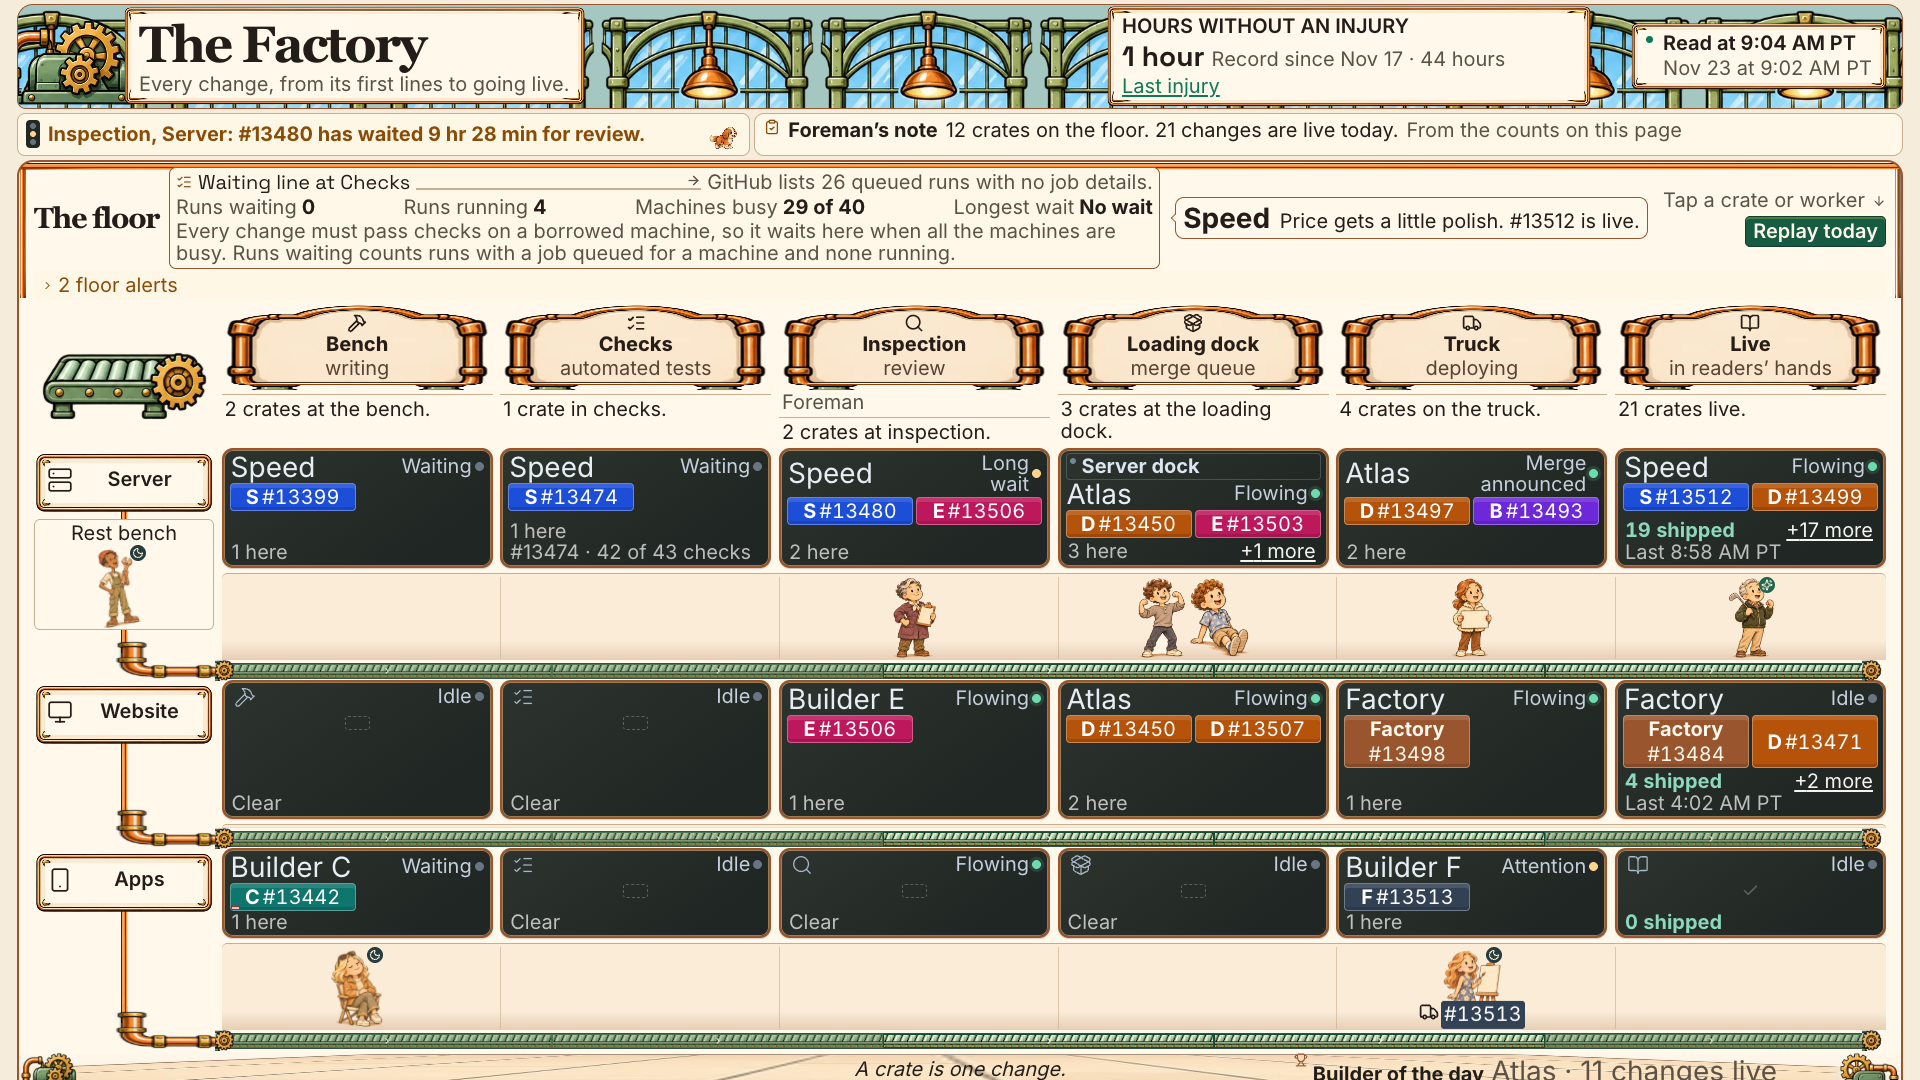 The Factory
Every change, from its first lines to going live.
HOURS WITHOUT AN INJURY
1 hour Record since Nov 17 · 44 hours
Last injury
Read at 9:04 AM PT
Nov 23 at 9:02 AM PT
Inspection, Server: #13480 has waited 9 hr 28 min for review.
Foreman’s note 12 crates on the floor. 21 changes are live today. From the counts on this page
The floor
Waiting line at Checks → GitHub lists 26 queued runs with no job details.
Runs waiting 0 Runs running 4 Machines busy 29 of 40 Longest wait No wait
Every change must pass checks on a borrowed machine, so it waits here when all the machines are
busy. Runs waiting counts runs with a job queued for a machine and none running.
Speed Price gets a little polish. #13512 is live.
Tap a crate or worker ↓
Replay today
› 2 floor alerts
Bench
writing
Checks
automated tests
Inspection
review
Loading dock
merge queue
Truck
deploying
Live
in readers’ hands
2 crates at the bench.
1 crate in checks.
Foreman
2 crates at inspection.
3 crates at the loading
dock.
4 crates on the truck.
21 crates live.
Server
Rest bench
Speed Waiting
S #13399
1 here
Speed Waiting
S #13474
1 here
#13474 · 42 of 43 checks
Speed Long
wait
S #13480 E #13506
2 here
Server dock
Atlas Flowing
D #13450 E #13503
3 here +1 more
Atlas Merge
announced
D #13497 B #13493
2 here
Speed Flowing
S #13512 D #13499
19 shipped +17 more
Last 8:58 AM PT
Website
Idle
Clear
Idle
Clear
Builder E Flowing
E #13506
1 here
Atlas Flowing
D #13450 D #13507
2 here
Factory Flowing
Factory
#13498
1 here
Factory Idle
Factory
#13484
D #13471
4 shipped +2 more
Last 4:02 AM PT
Apps
Builder C Waiting
C #13442
1 here
Idle
Clear
Flowing
Clear
Idle
Clear
Builder F Attention
F #13513
1 here
Idle
0 shipped
#13513
A crate is one change.
Builder of the day Atlas · 11 changes live